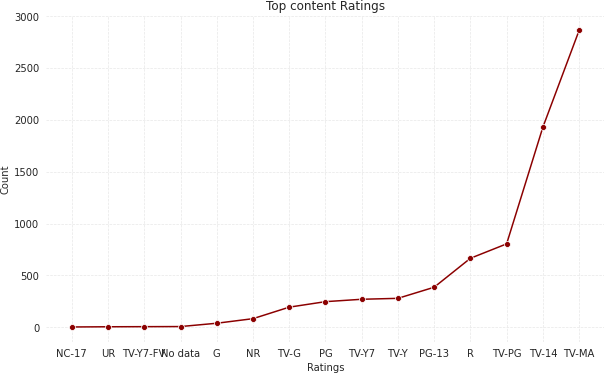 Top content Ratings
3000
2500
2000
1500
1000
500
0
Count
NC-17 UR TV-Y7-FV No data G NR TV-G PG TV-Y7 TV-Y PG-13 R TV-PG TV-14 TV-MA
Ratings